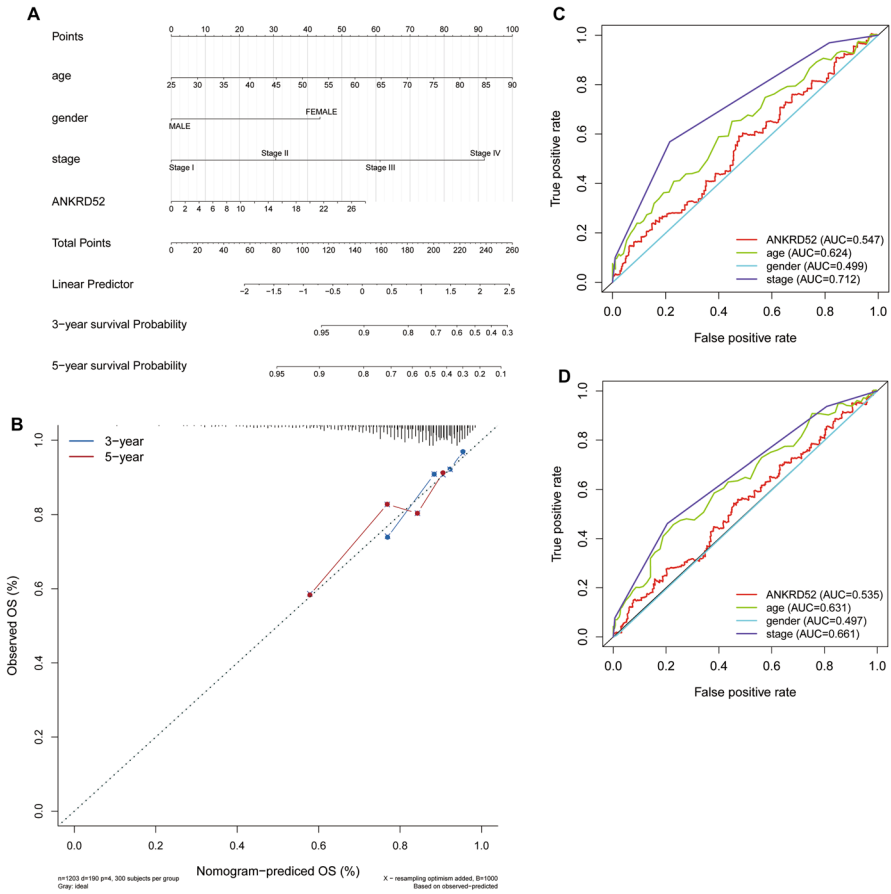 A
Points
0 10 20 30 40 50 60 70 80 90 100
age
25 30 35 40 45 50 55 60 65 70 75 80 85 90
gender
FEMALE
MALE
stage
Stage II Stage IV
Stage I Stage III
ANKRD52
0 2 4 6 8 10 12 14 16 18 22 24 26 28
Total Points
0 20 40 60 80 100 120 140 160 180 200 220 240 260
Linear Predictor
−2 −1.5 −1 −0.5 0 0.5 1 1.5 2 2.5
3−year survival Probability
0.95 0.9 0.8 0.7 0.6 0.5 0.4 0.3
5−year survival Probability
0.95 0.9 0.8 0.7 0.6 0.5 0.4 0.3 0.2 0.1
B
3−year
5−year
Observed OS (%)
1.0
0.8
0.6
0.4
0.2
0.0
0.0 0.2 0.4 0.6 0.8 1.0
Nomogram−prediced OS (%)
n=1203 d=190 p=4, 300 subjects per group
Gray: ideal
X − resampling optimism added, B=1000
Based on observed−predicted
C
True positive rate
1.0
0.8
0.6
0.4
0.2
0.0
ANKRD52 (AUC=0.547)
age (AUC=0.624)
gender (AUC=0.499)
stage (AUC=0.712)
0.0 0.2 0.4 0.6 0.8 1.0
False positive rate
D
True positive rate
1.0
0.8
0.6
0.4
0.2
0.0
ANKRD52 (AUC=0.535)
age (AUC=0.631)
gender (AUC=0.497)
stage (AUC=0.661)
0.0 0.2 0.4 0.6 0.8 1.0
False positive rate